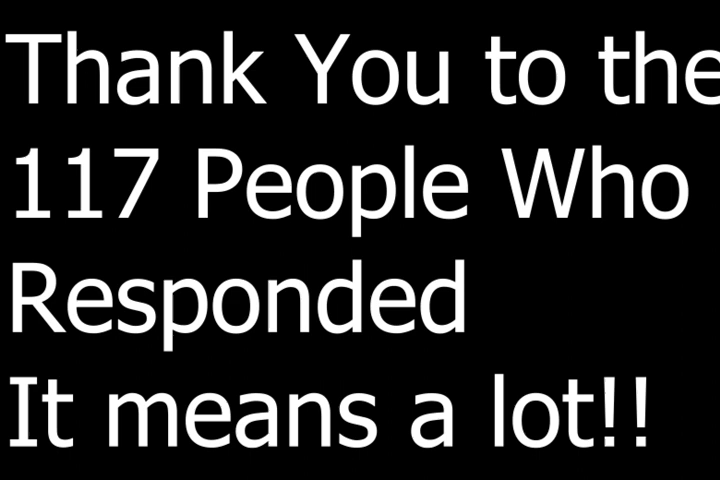 Thank You to the
117 People Who
Responded
It means a lot!!